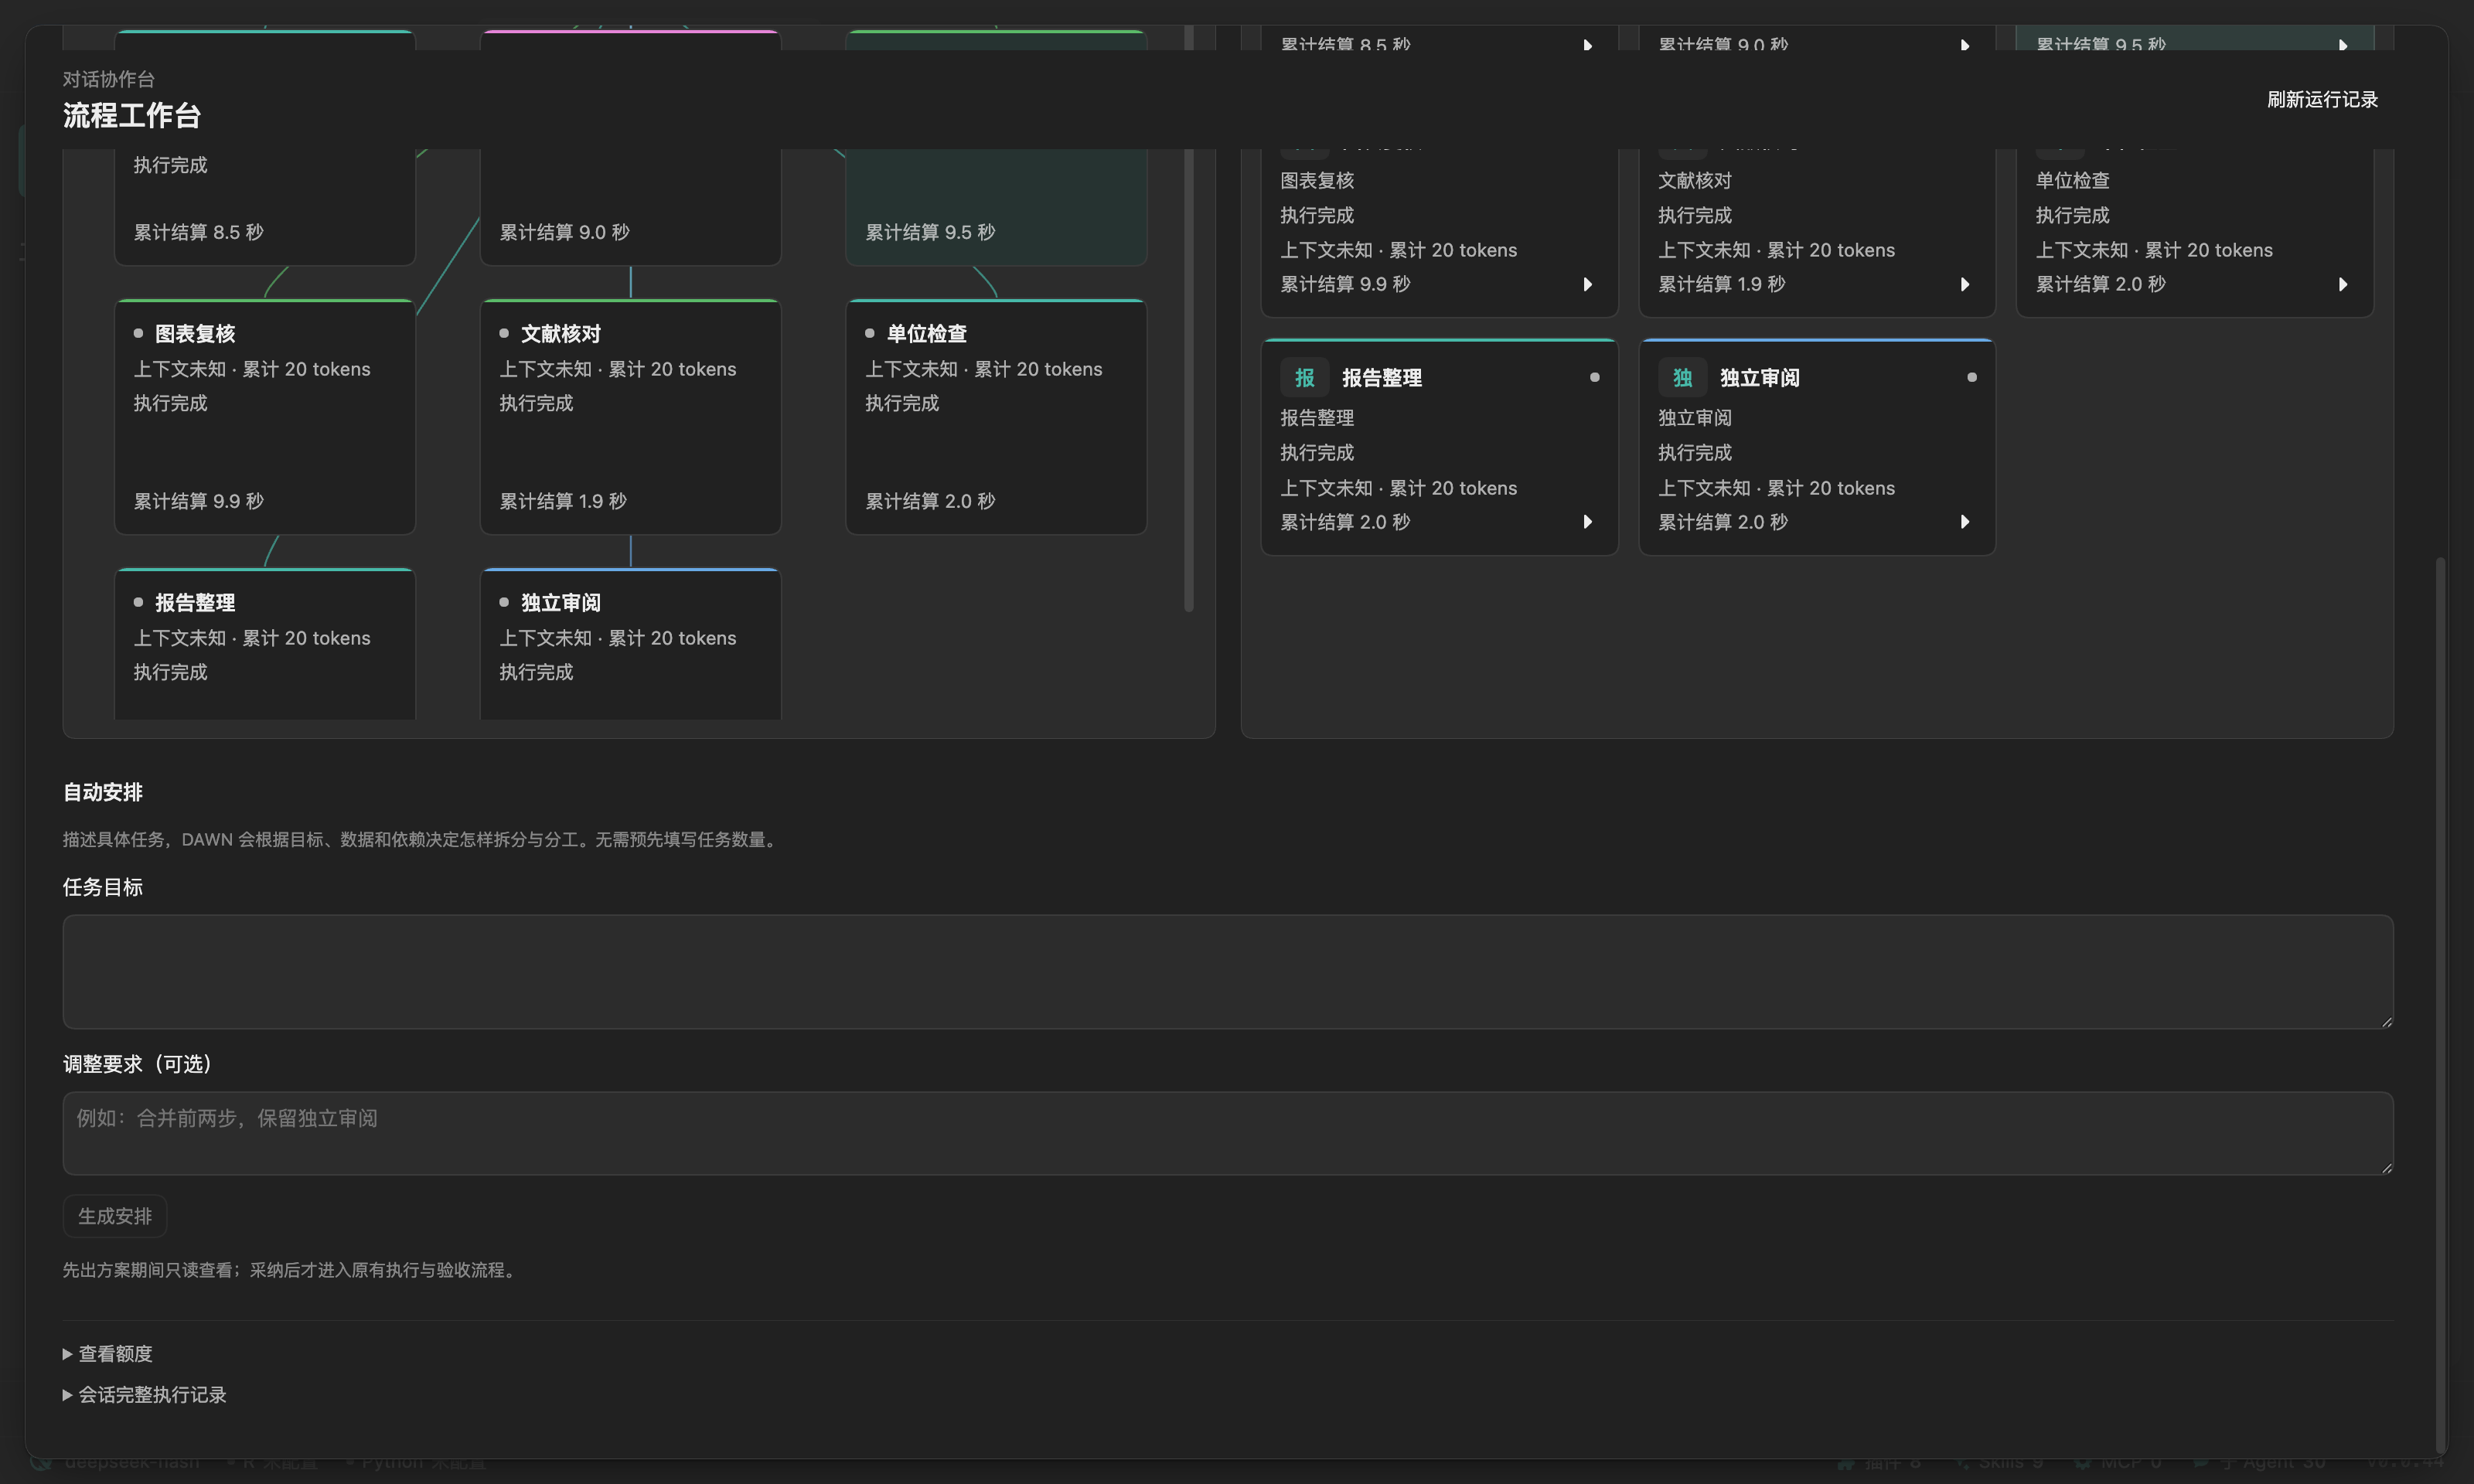 累计结算 8.5 秒
累计结算 9.0 秒
累计结算 9.5 秒
对话协作台
流程工作台
刷新运行记录
执行完成
累计结算 8.5 秒
累计结算 9.0 秒
累计结算 9.5 秒
图表复核
上下文未知 · 累计 20 tokens
执行完成
累计结算 9.9 秒
文献核对
上下文未知 · 累计 20 tokens
执行完成
累计结算 1.9 秒
单位检查
上下文未知 · 累计 20 tokens
执行完成
累计结算 2.0 秒
报告整理
上下文未知 · 累计 20 tokens
执行完成
独立审阅
上下文未知 · 累计 20 tokens
执行完成
图表复核
执行完成
上下文未知 · 累计 20 tokens
累计结算 9.9 秒
文献核对
执行完成
上下文未知 · 累计 20 tokens
累计结算 1.9 秒
单位检查
执行完成
上下文未知 · 累计 20 tokens
累计结算 2.0 秒
报 报告整理
报告整理
执行完成
上下文未知 · 累计 20 tokens
累计结算 2.0 秒
独 独立审阅
独立审阅
执行完成
上下文未知 · 累计 20 tokens
累计结算 2.0 秒
自动安排
描述具体任务，DAWN 会根据目标、数据和依赖决定怎样拆分与分工。无需预先填写任务数量。
任务目标
调整要求（可选）
例如：合并前两步，保留独立审阅
生成安排
先出方案期间只读查看；采纳后才进入原有执行与验收流程。
查看额度
会话完整执行记录
R 未配置
Python 未配置
插件 8
Skills 9
MCP 0
子 Agent 30